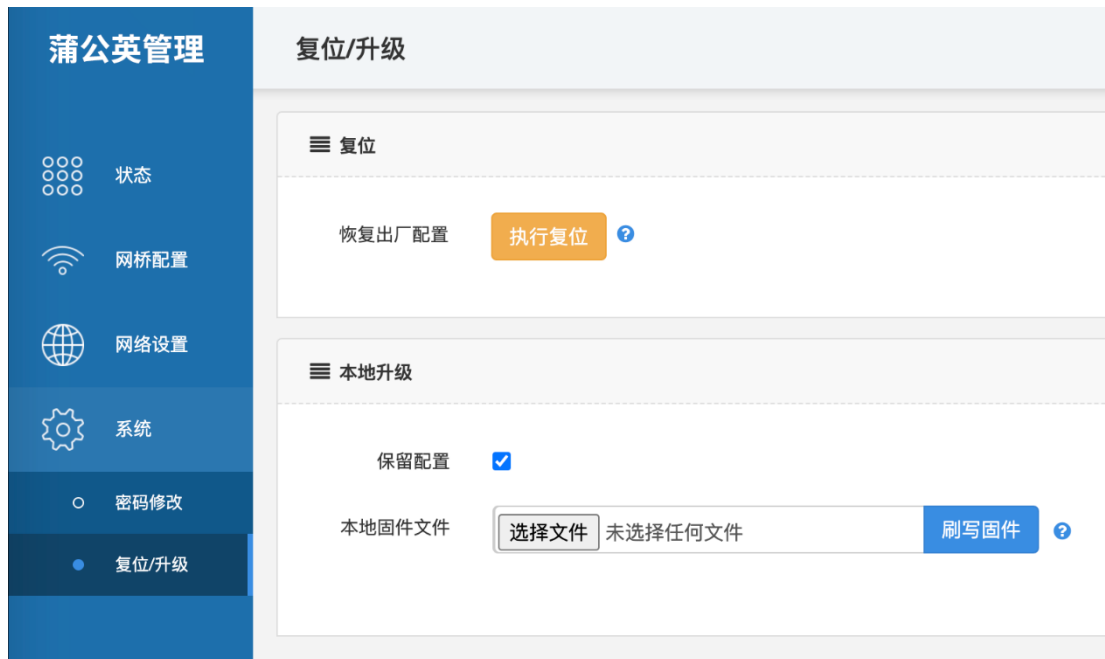 蒲公英管理
复位/升级
状态
网桥配置
网络设置
系统
密码修改
复位/升级
复位
恢复出厂配置 执行复位 ?
本地升级
保留配置
本地固件文件 选择文件 未选择任何文件 刷写固件 ?